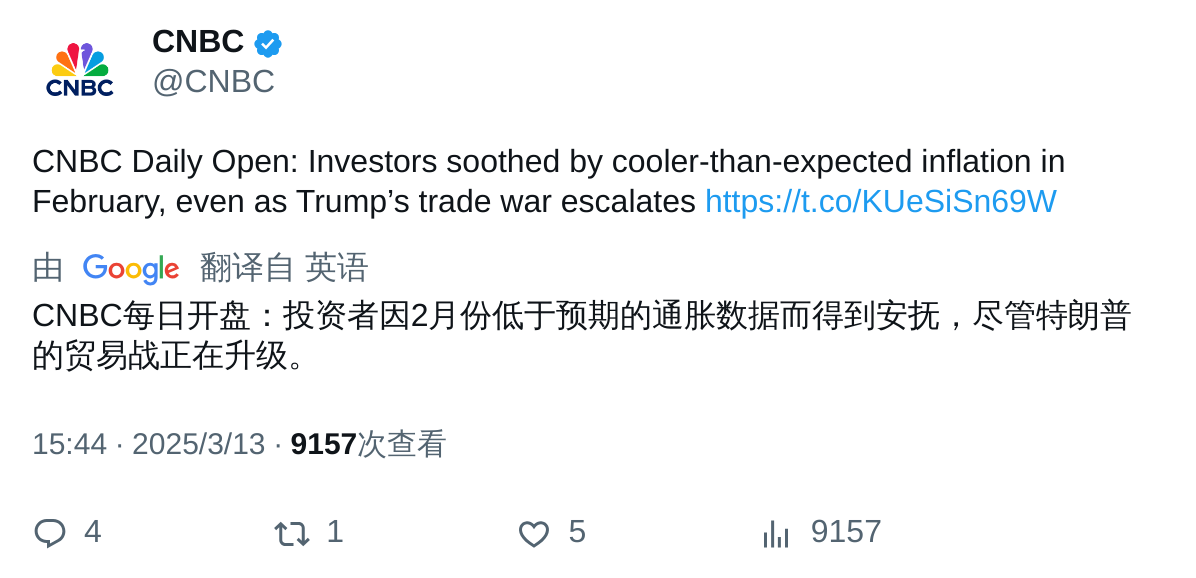 CNBC
CNBC
@CNBC
CNBC Daily Open: Investors soothed by cooler-than-expected inflation in
February, even as Trump’s trade war escalates https://t.co/KUeSiSn69W
由 Google 翻译自 英语
CNBC每日开盘：投资者因2月份低于预期的通胀数据而得到安抚，尽管特朗普
的贸易战正在升级。
15:44 · 2025/3/13 · 9157次查看
4 1 5 9157